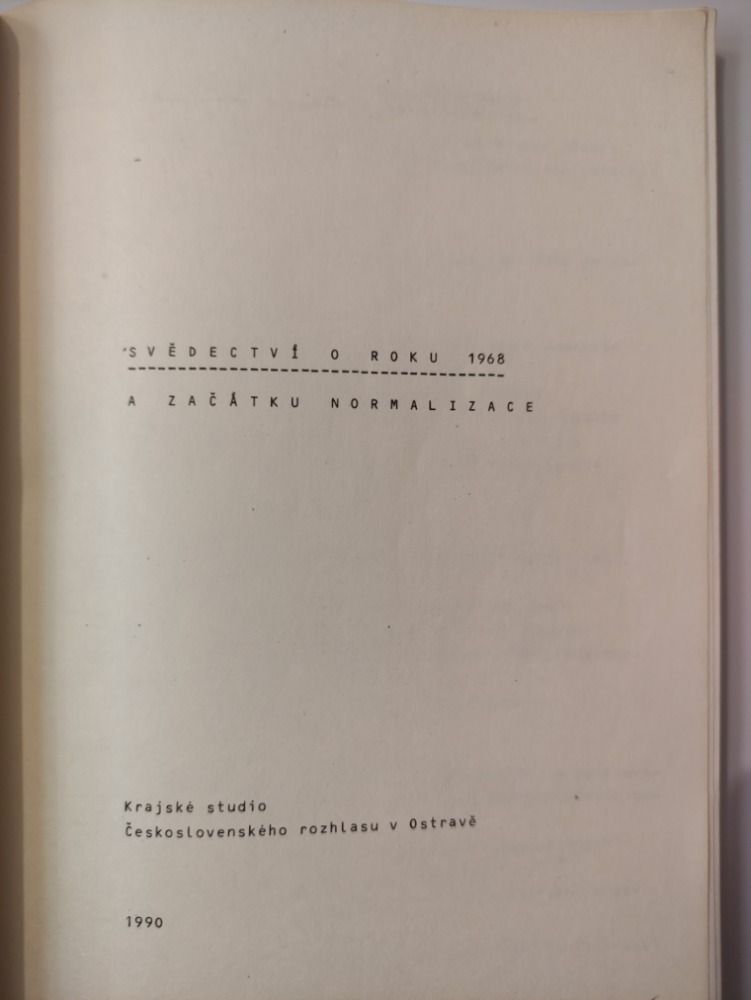 SVĚDECTVÍ O ROKU 1968
A ZAČÁTKU NORMALIZACE
Krajské studio
Československého rozhlasu v Ostravě
1990